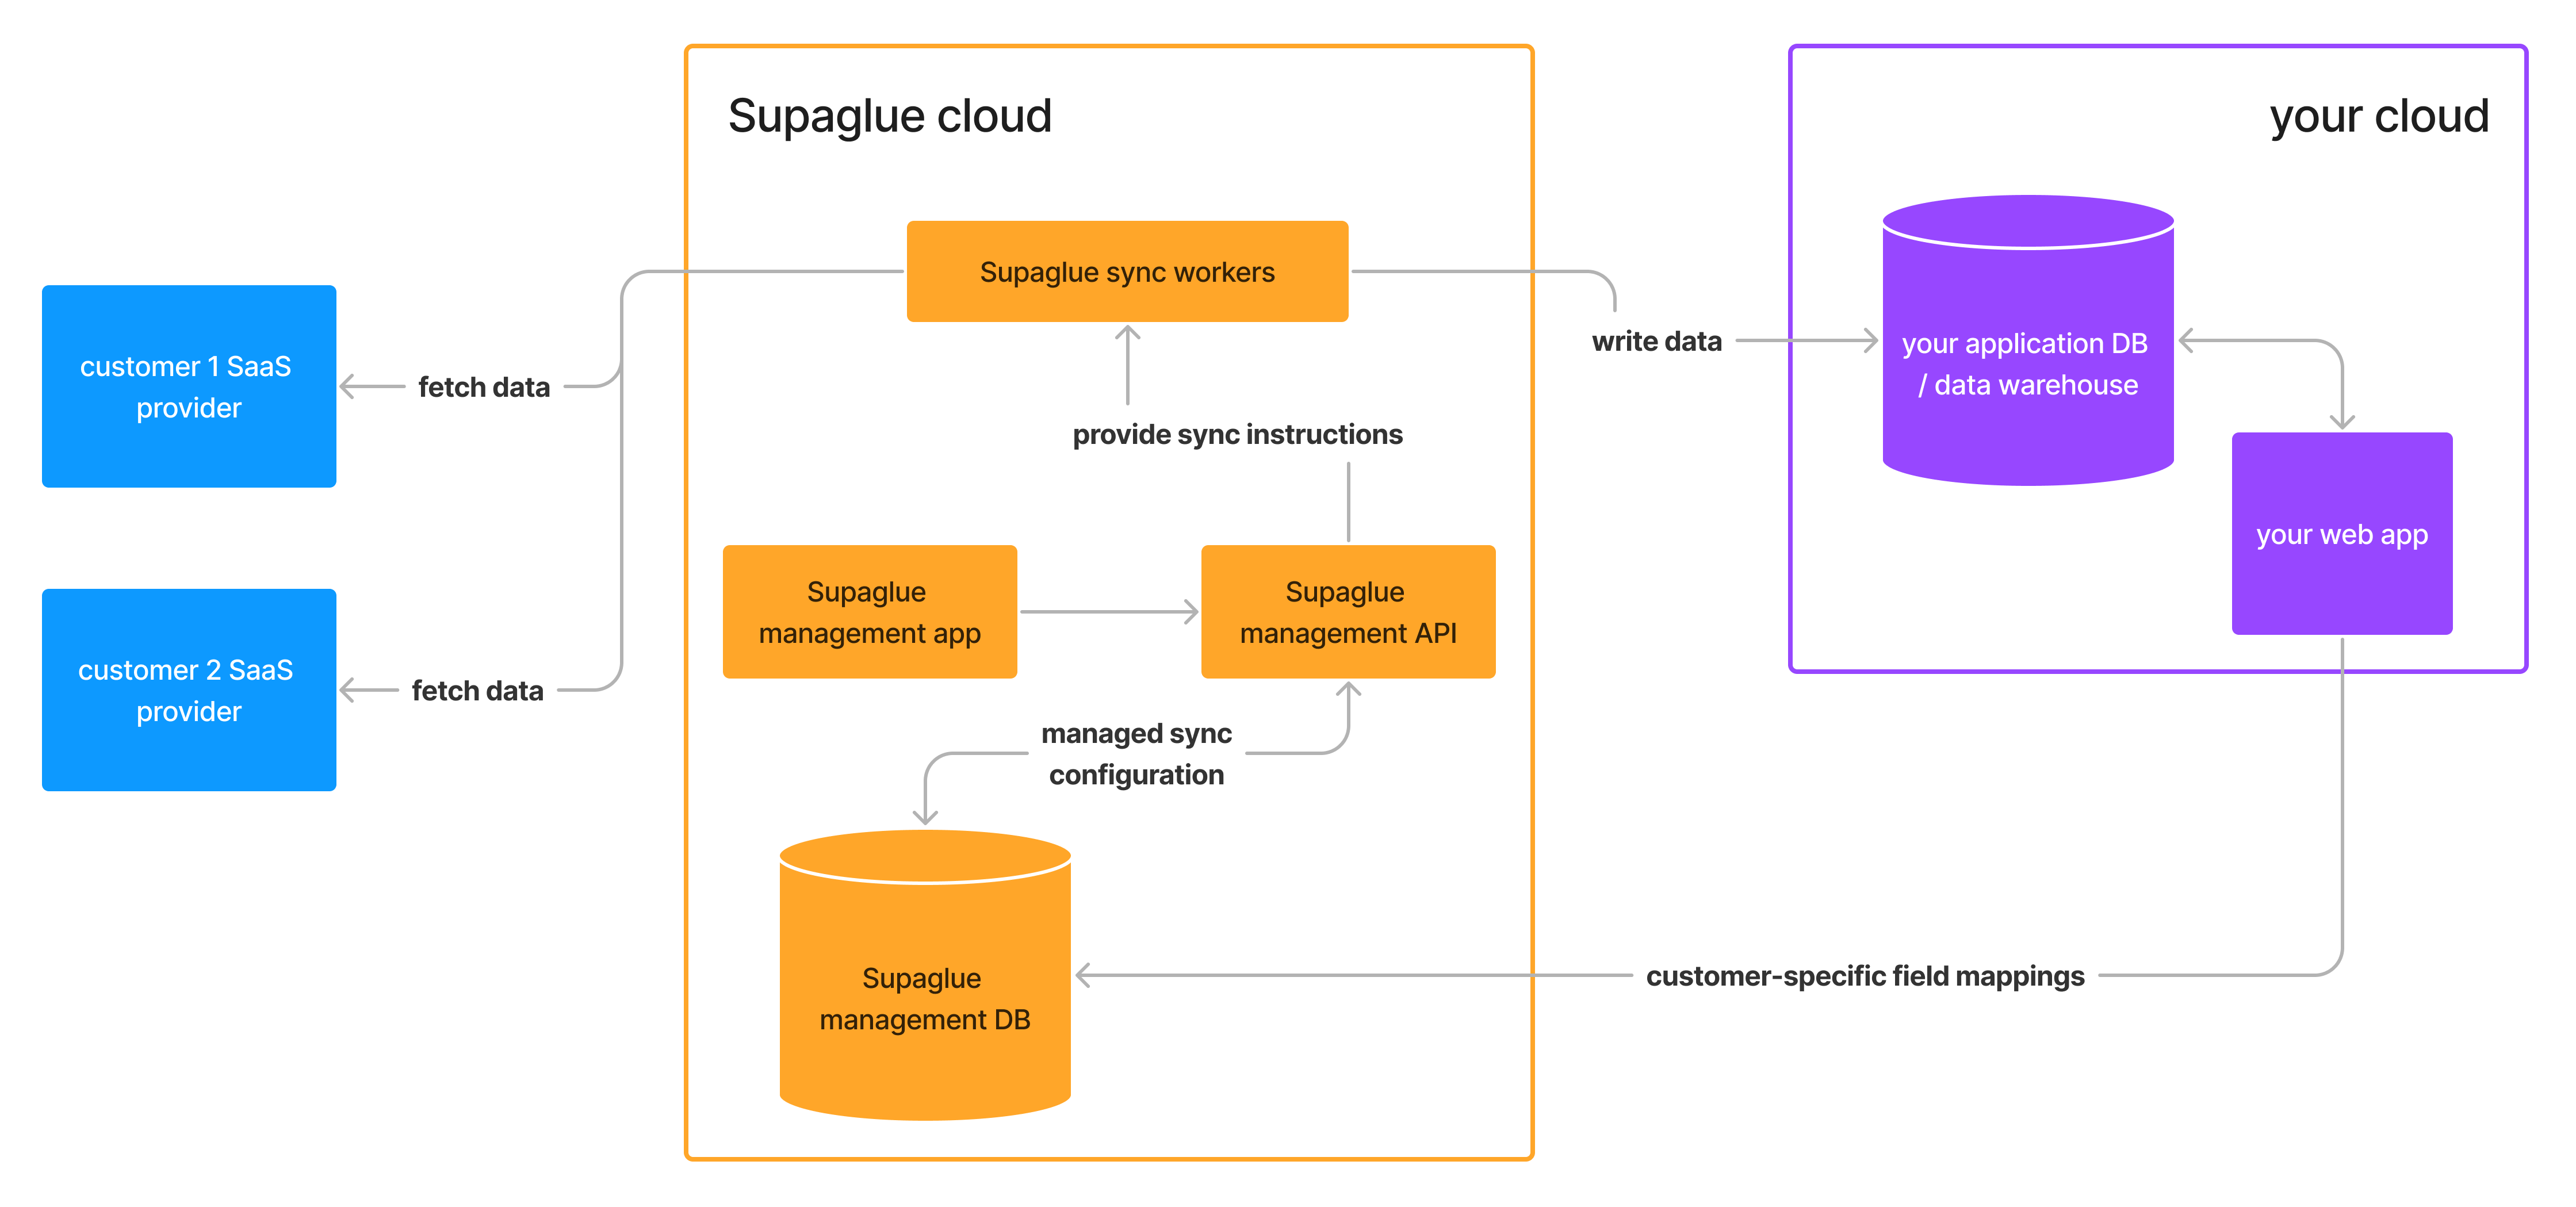 Supaglue cloud
your cloud
Supaglue sync workers
customer 1 SaaS
provider
fetch data
write data
your application DB
/ data warehouse
provide sync instructions
your web app
Supaglue
management app
Supaglue
management API
customer 2 SaaS
provider
fetch data
managed sync
configuration
Supaglue
management DB
customer-specific field mappings